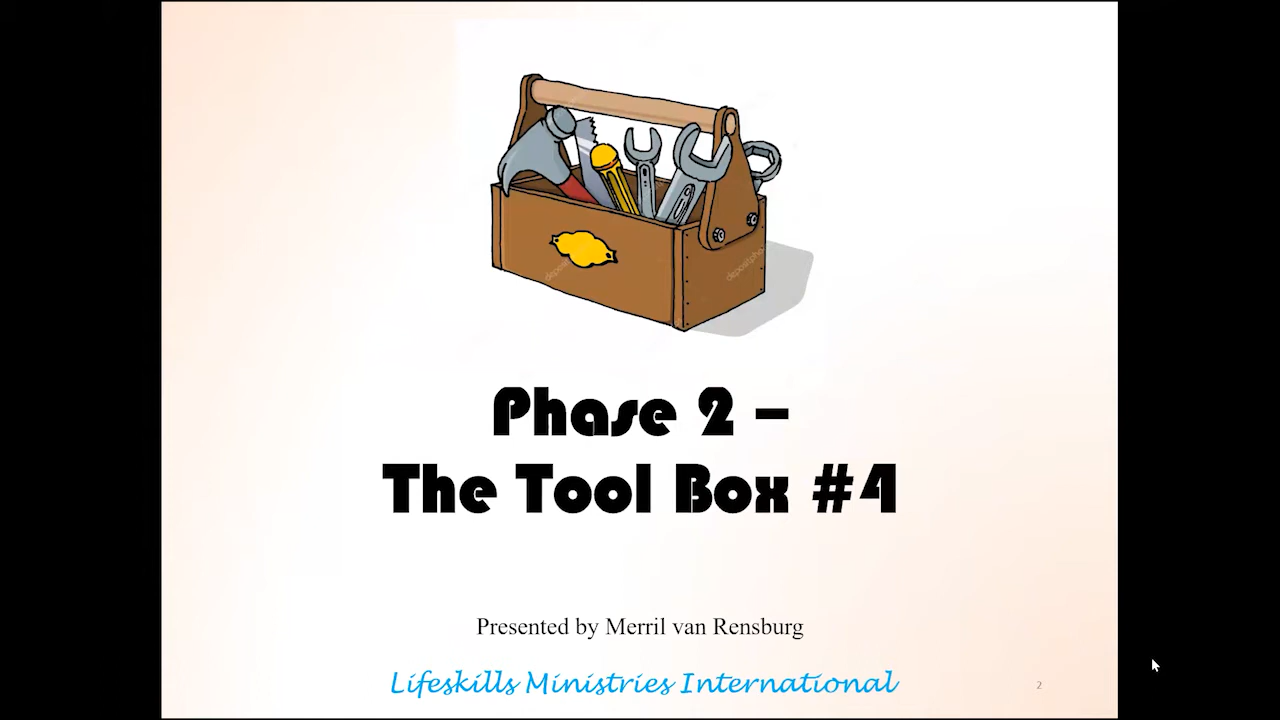 Phase 2 –
The Tool Box #4
Presented by Merril van Rensburg
Lifeskills Ministries International
2